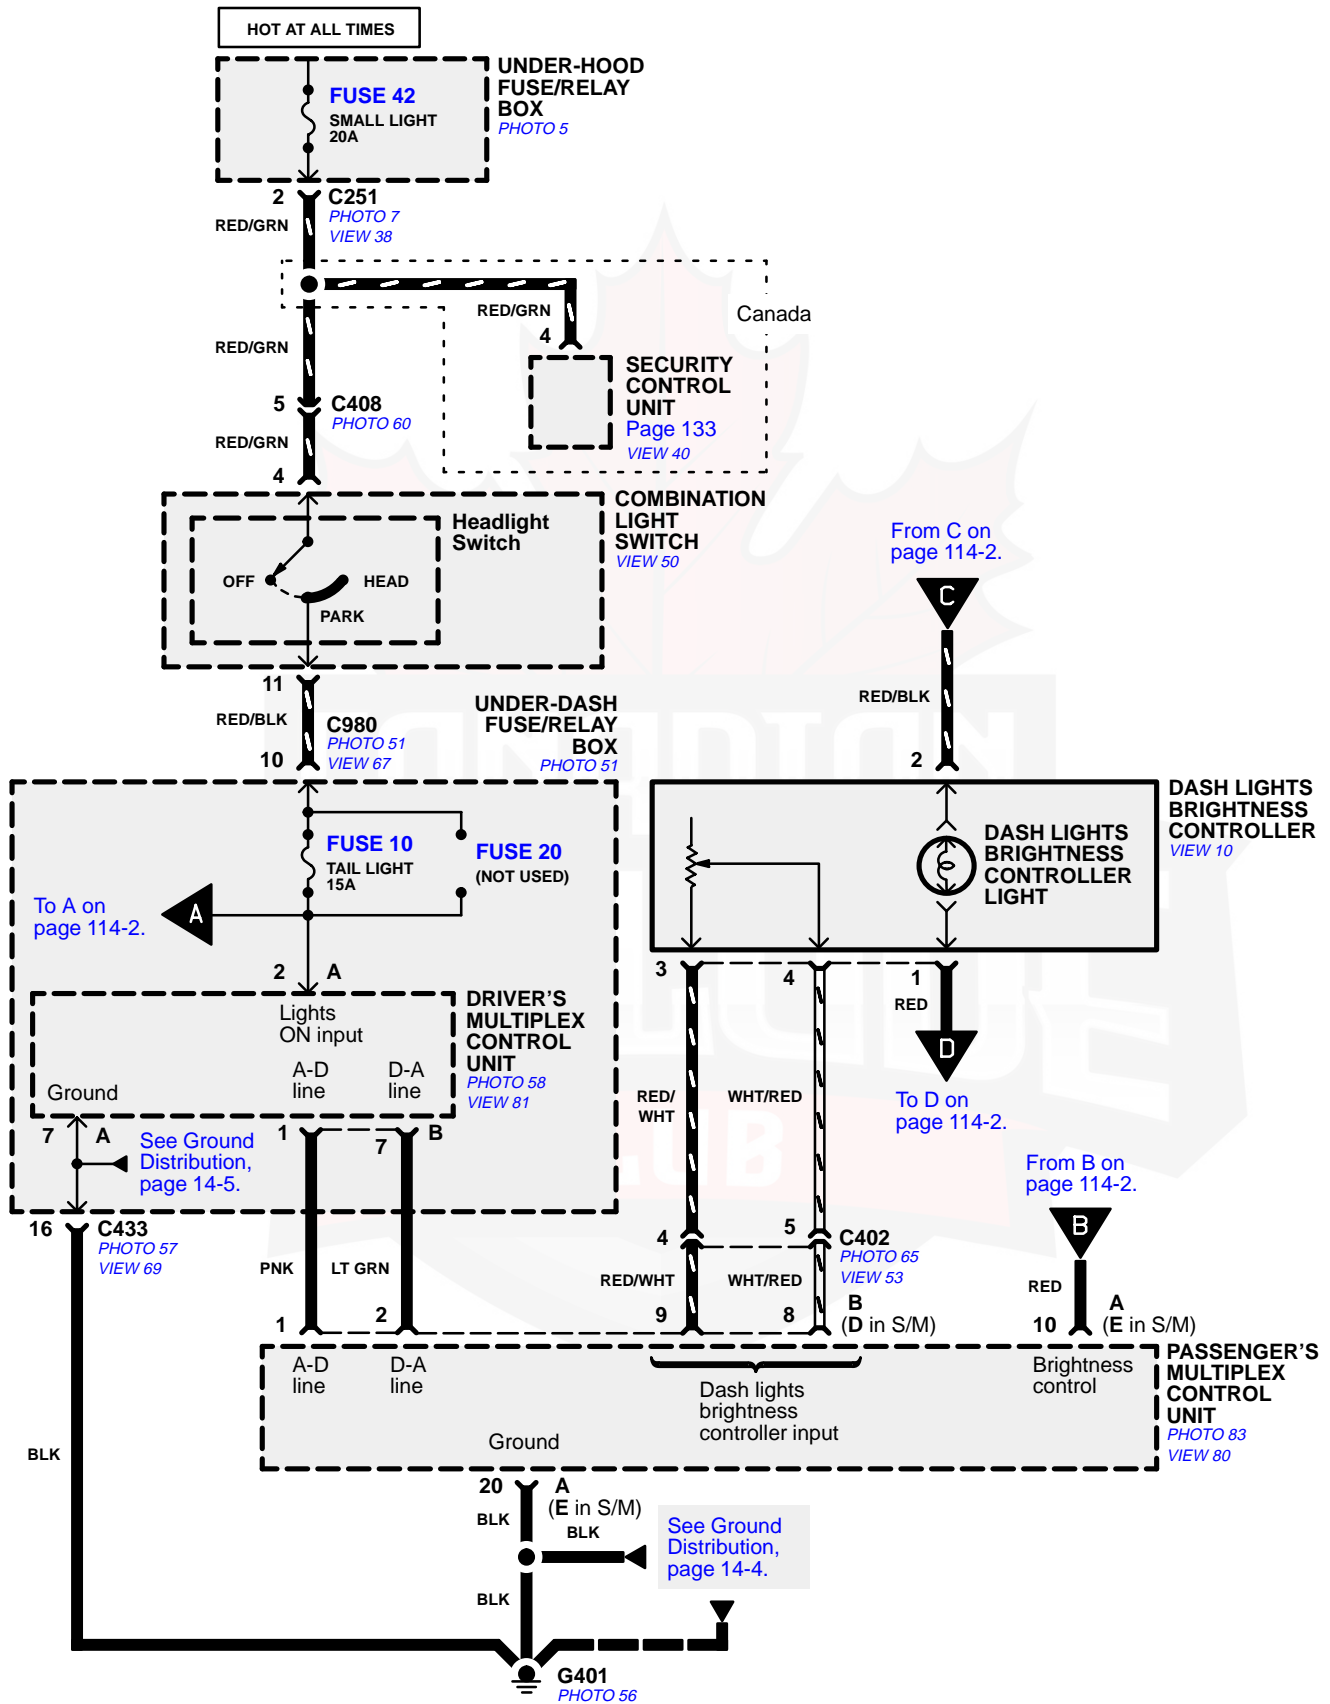 HOT AT ALL TIMES
UNDER-HOOD
FUSE/RELAY
BOX
PHOTO 5
FUSE 42
SMALL LIGHT
20A
2
C251
PHOTO 7
VIEW 38
RED/GRN
RED/GRN
4
Canada
RED/GRN
SECURITY
CONTROL
UNIT
Page 133
VIEW 40
5
C408
PHOTO 60
RED/GRN
4
COMBINATION
LIGHT
SWITCH
VIEW 50
Headlight
Switch
OFF
HEAD
PARK
From C on
page 114-2.
C
11
RED/BLK
C980
PHOTO 51
VIEW 67
10
UNDER-DASH
FUSE/RELAY
BOX
PHOTO 51
RED/BLK
2
CANADIAN
PRELUDE
CLUB
DASH LIGHTS
BRIGHTNESS
CONTROLLER
VIEW 10
DASH LIGHTS
BRIGHTNESS
CONTROLLER
LIGHT
FUSE 10
TAIL LIGHT
15A
FUSE 20
(NOT USED)
To A on
page 114-2.
A
2
A
3
4
1
RED
D
To D on
page 114-2.
Lights
ON input
DRIVER'S
MULTIPLEX
CONTROL
UNIT
PHOTO 58
VIEW 81
A-D
line
D-A
line
Ground
RED/
WHT
WHT/RED
7
A
See Ground
Distribution,
page 14-5.
1
7
B
From B on
page 114-2.
B
16
C433
PHOTO 57
VIEW 69
4
5
C402
PHOTO 65
VIEW 53
PNK
LT GRN
RED/WHT
WHT/RED
RED
1
2
9
8
B
(D in S/M)
10
A
(E in S/M)
PASSENGER'S
MULTIPLEX
CONTROL
UNIT
PHOTO 83
VIEW 80
A-D
line
D-A
line
Dash lights
brightness
controller input
Brightness
control
Ground
BLK
20
A
(E in S/M)
BLK
BLK
See Ground
Distribution,
page 14-4.
BLK
G401
PHOTO 56